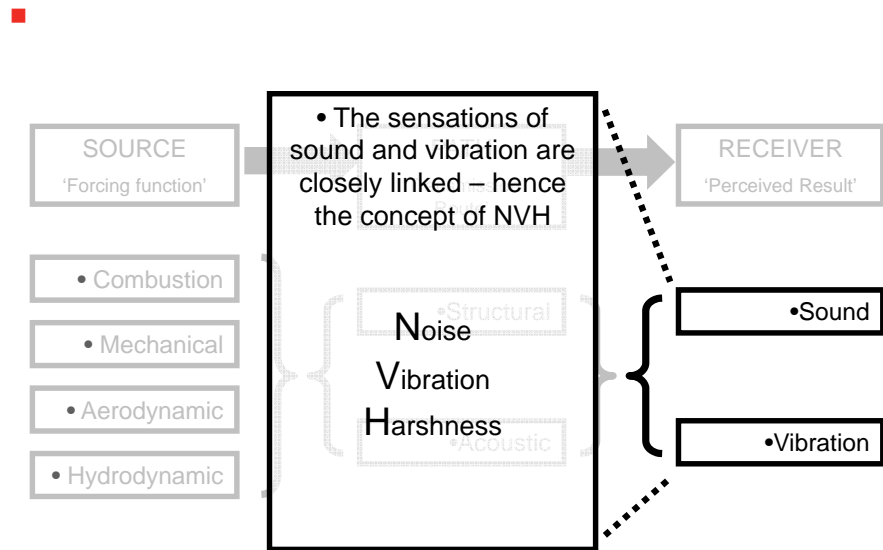 • The sensations of
sound and vibration are
closely linked – hence
the concept of NVH
SOURCE
'Forcing function'
RECEIVER
'Perceived Result'
• Combustion
• Mechanical
• Aerodynamic
• Hydrodynamic
•Structural
•Acoustic
Noise
Vibration
Harshness
•Sound
•Vibration